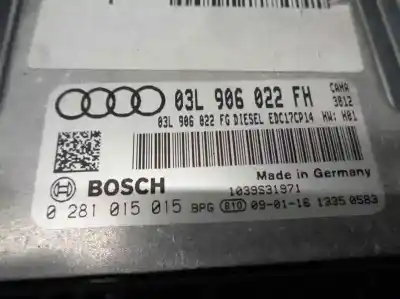 03L 906 022 FH CAHA
3812
03L 906 022 FG DIESEL EDC17CP14 HW: H01
Made in Germany
BOSCH 1039S31971
0 281 015 015 BPG 810 09-01-16 1335 0583